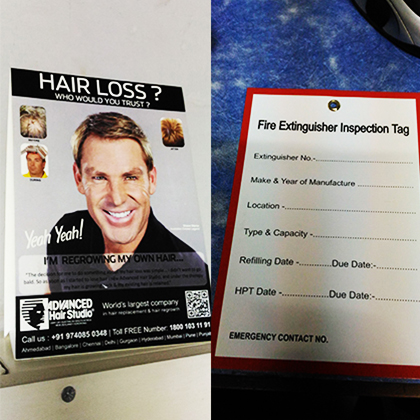 HAIR LOSS?
WHO WOULD YOU TRUST?
BEFORE
AFTER
Yeah Yeah!
I'M REGROWING MY OWN HAIR...
ADVANCED
Hair Studio
World's largest company
in hair replacement & hair regrowth
Call us : +91 974085 0348 | Toll FREE Number: 1800 103 11 91
Ahmedabad | Bangalore | Chennai | Delhi | Gurgaon | Hyderabad | Mumbai | Pune | Punjab
Fire Extinguisher Inspection Tag
Extinguisher No.-
Make & Year of Manufacture
Location -
Type & Capacity -
Refilling Date - Due Date:-
HPT Date - Due Date:-
EMERGENCY CONTACT NO.